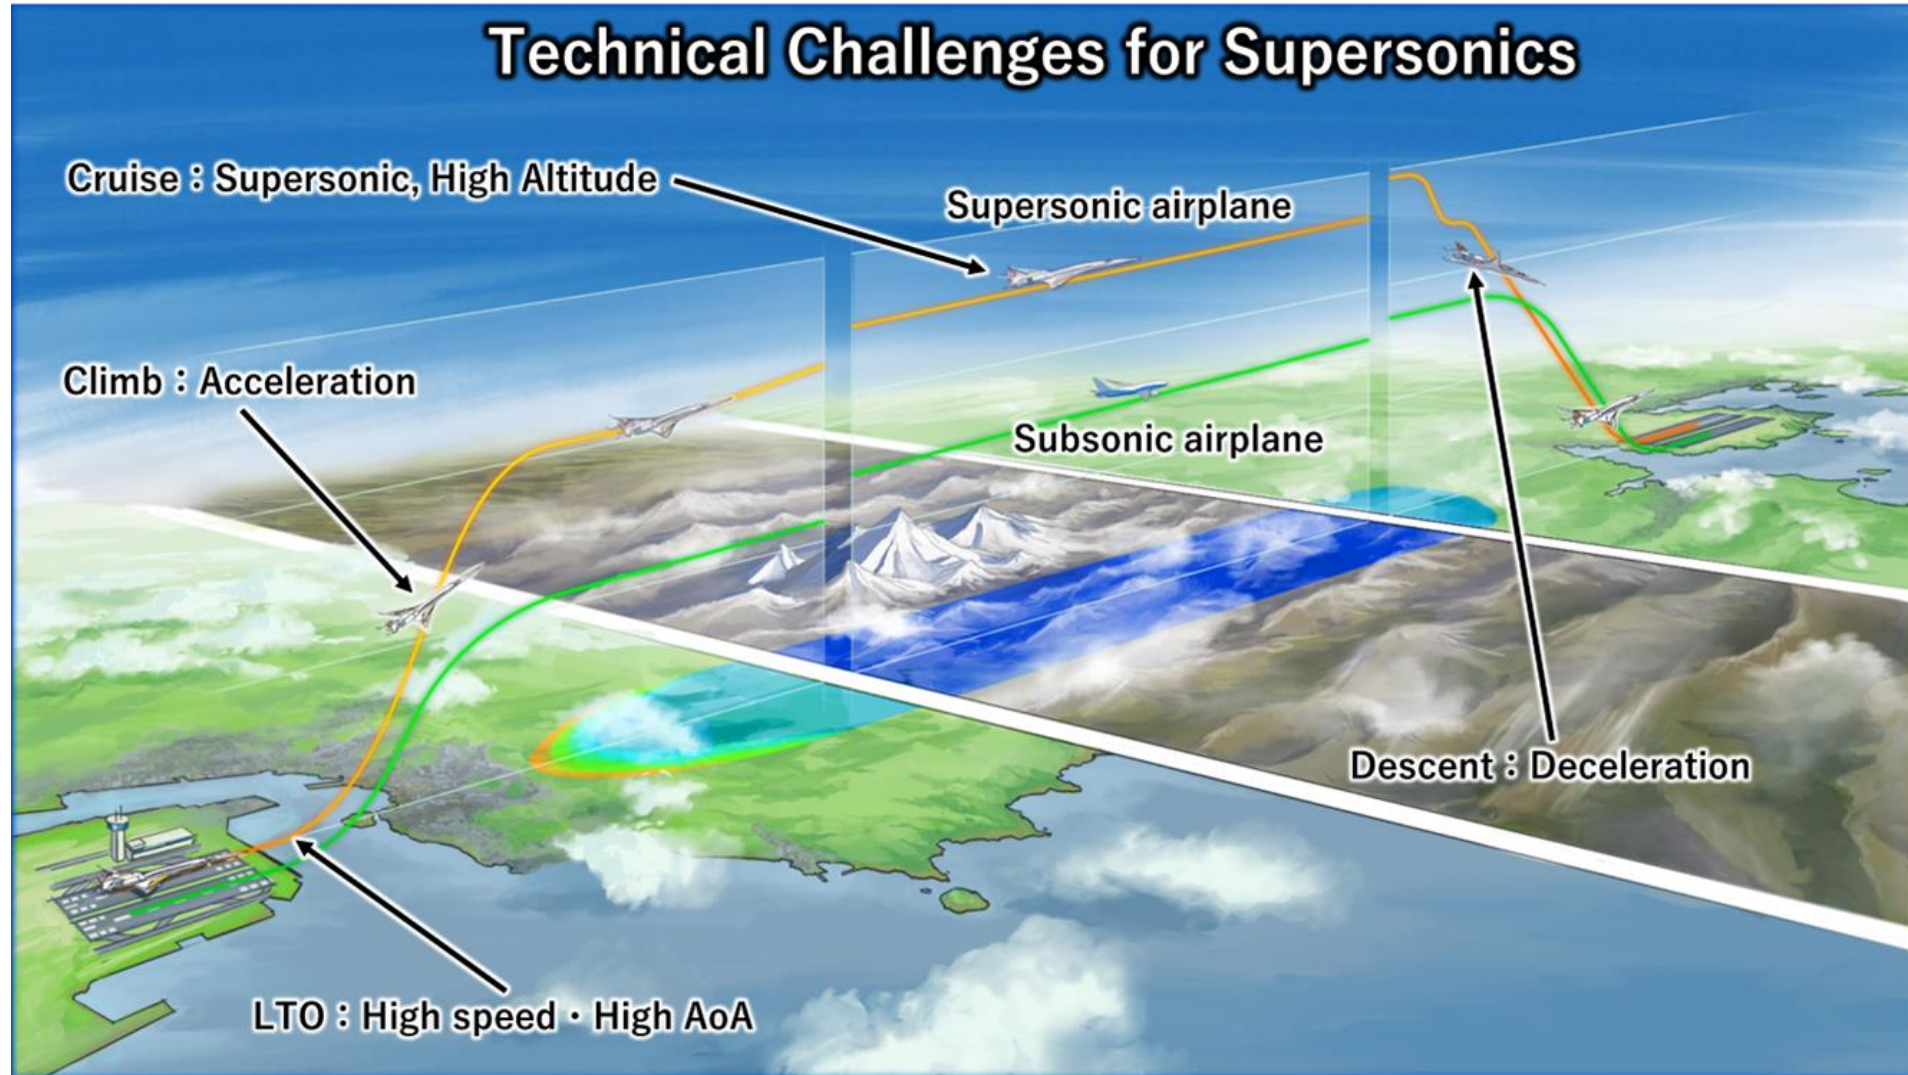 Technical Challenges for Supersonics
Cruise：Supersonic, High Altitude
Supersonic airplane
Climb：Acceleration
Subsonic airplane
Descent：Deceleration
LTO：High speed・High AoA